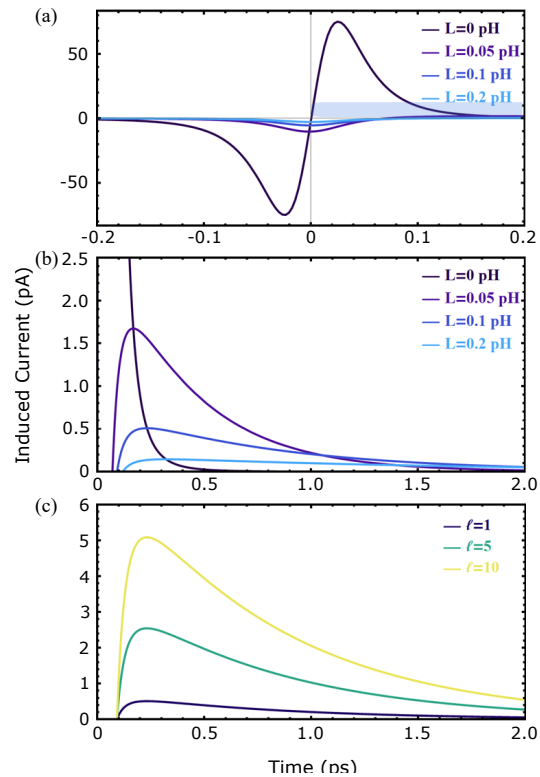 (a)
50
0
-50
L=0 pH
L=0.05 pH
L=0.1 pH
L=0.2 pH
-0.2 -0.1 0 0.1 0.2
(b)
2.5
2.0
1.5
1.0
0.5
0
L=0 pH
L=0.05 pH
L=0.1 pH
L=0.2 pH
0 0.5 1.0 1.5 2.0
Induced Current (pA)
(c)
6
5
4
3
2
1
0
ℓ=1
ℓ=5
ℓ=10
0 0.5 1.0 1.5 2.0
Time (ps)